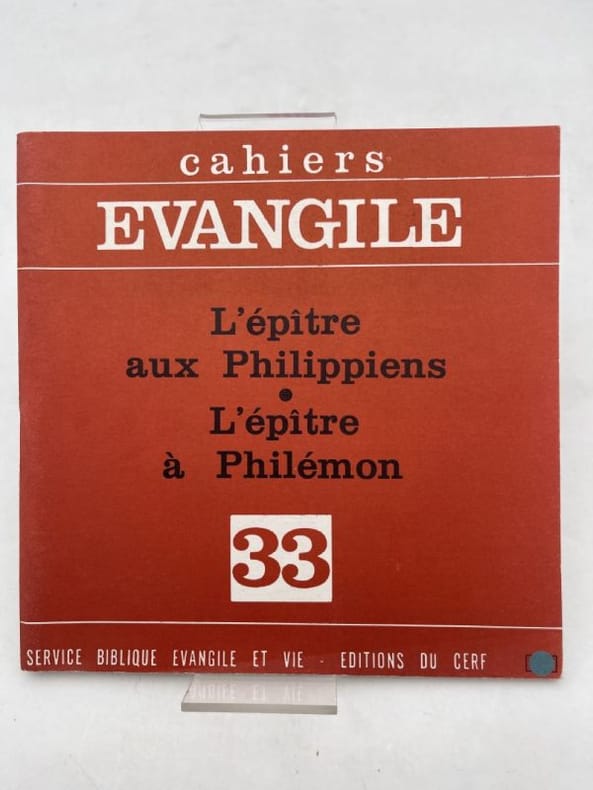 cahiers
EVANGILE
L'épître
aux Philippiens
L'épître
à Philémon
33
SERVICE BIBLIQUE EVANGILE ET VIE - EDITIONS DU CERF